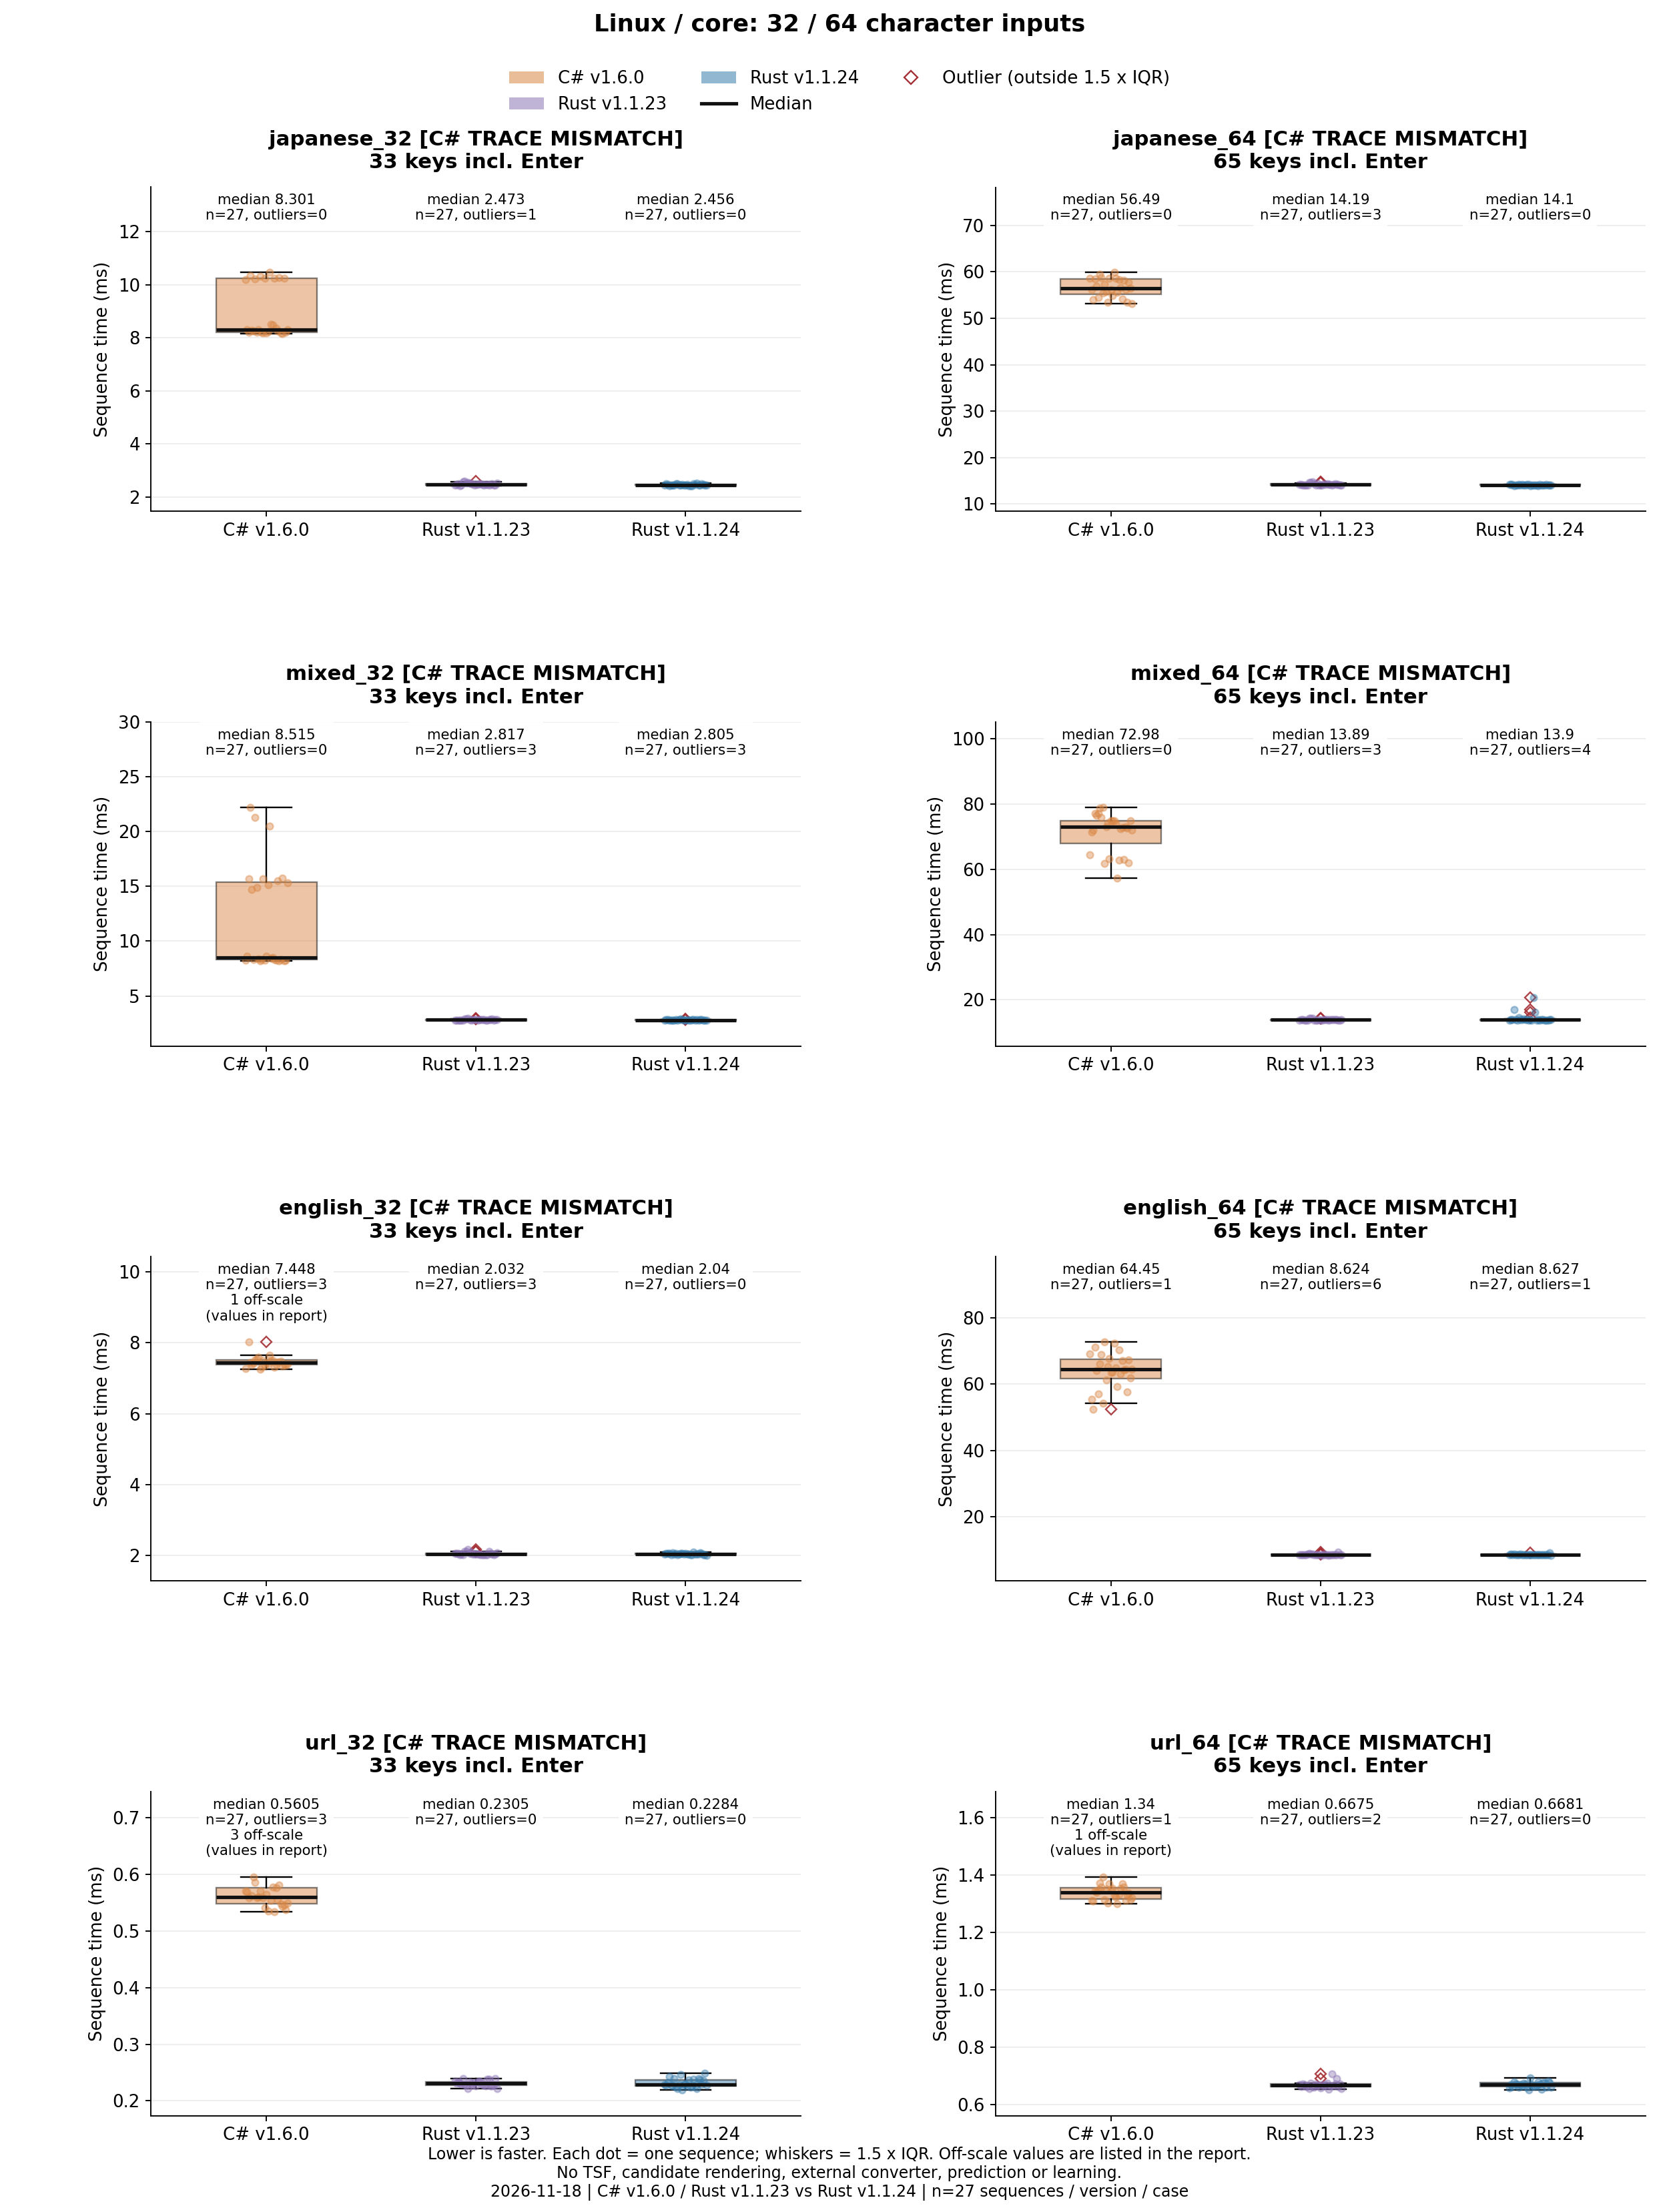 Linux / core: 32 / 64 character inputs
C# v1.6.0
Rust v1.1.23
Rust v1.1.24
Median
Outlier (outside 1.5 x IQR)
japanese_32 [C# TRACE MISMATCH]
33 keys incl. Enter
median 8.301
n=27, outliers=0
median 2.473
n=27, outliers=1
median 2.456
n=27, outliers=0
Sequence time (ms)
12
10
8
6
4
2
C# v1.6.0
Rust v1.1.23
Rust v1.1.24
japanese_64 [C# TRACE MISMATCH]
65 keys incl. Enter
median 56.49
n=27, outliers=0
median 14.19
n=27, outliers=3
median 14.1
n=27, outliers=0
Sequence time (ms)
70
60
50
40
30
20
10
C# v1.6.0
Rust v1.1.23
Rust v1.1.24
mixed_32 [C# TRACE MISMATCH]
33 keys incl. Enter
median 8.515
n=27, outliers=0
median 2.817
n=27, outliers=3
median 2.805
n=27, outliers=3
Sequence time (ms)
30
25
20
15
10
5
C# v1.6.0
Rust v1.1.23
Rust v1.1.24
mixed_64 [C# TRACE MISMATCH]
65 keys incl. Enter
median 72.98
n=27, outliers=0
median 13.89
n=27, outliers=3
median 13.9
n=27, outliers=4
Sequence time (ms)
100
80
60
40
20
C# v1.6.0
Rust v1.1.23
Rust v1.1.24
english_32 [C# TRACE MISMATCH]
33 keys incl. Enter
median 7.448
n=27, outliers=3
1 off-scale
(values in report)
median 2.032
n=27, outliers=3
median 2.04
n=27, outliers=0
Sequence time (ms)
10
8
6
4
2
C# v1.6.0
Rust v1.1.23
Rust v1.1.24
english_64 [C# TRACE MISMATCH]
65 keys incl. Enter
median 64.45
n=27, outliers=1
median 8.624
n=27, outliers=6
median 8.627
n=27, outliers=1
Sequence time (ms)
80
60
40
20
C# v1.6.0
Rust v1.1.23
Rust v1.1.24
url_32 [C# TRACE MISMATCH]
33 keys incl. Enter
median 0.5605
n=27, outliers=3
3 off-scale
(values in report)
median 0.2305
n=27, outliers=0
median 0.2284
n=27, outliers=0
Sequence time (ms)
0.7
0.6
0.5
0.4
0.3
0.2
C# v1.6.0
Rust v1.1.23
Rust v1.1.24
url_64 [C# TRACE MISMATCH]
65 keys incl. Enter
median 1.34
n=27, outliers=1
1 off-scale
(values in report)
median 0.6675
n=27, outliers=2
median 0.6681
n=27, outliers=0
Sequence time (ms)
1.6
1.4
1.2
1.0
0.8
0.6
C# v1.6.0
Rust v1.1.23
Rust v1.1.24
Lower is faster. Each dot = one sequence; whiskers = 1.5 x IQR. Off-scale values are listed in the report.
No TSF, candidate rendering, external converter, prediction or learning.
2026-11-18 | C# v1.6.0 / Rust v1.1.23 vs Rust v1.1.24 | n=27 sequences / version / case